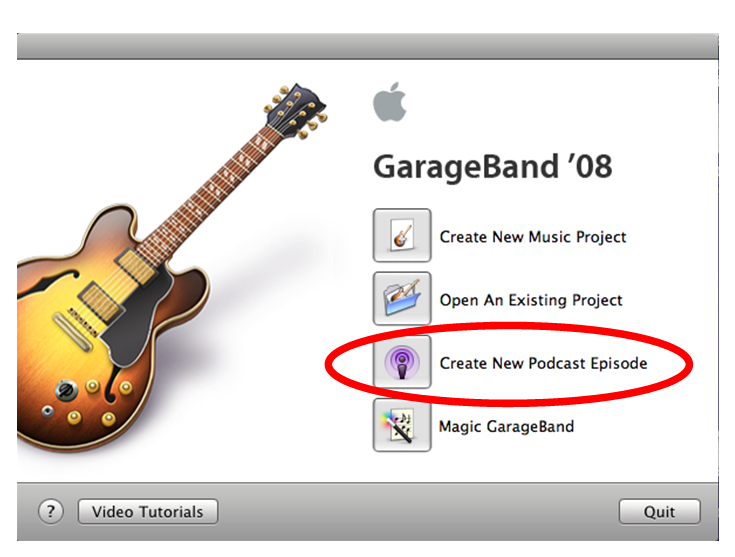 GarageBand ’08
Create New Music Project
Open An Existing Project
Create New Podcast Episode
Magic GarageBand
? Video Tutorials Quit